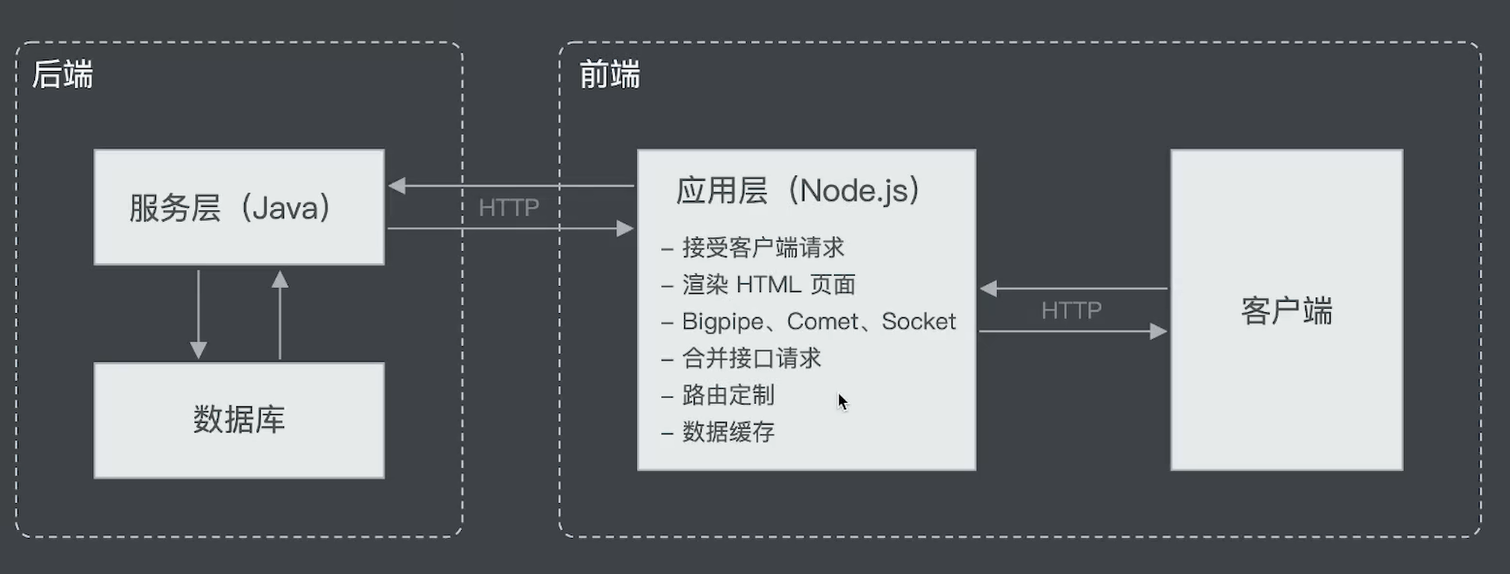 后端
服务层（Java）
数据库
HTTP
前端
应用层（Node.js）
– 接受客户端请求
– 渲染 HTML 页面
– Bigpipe、Comet、Socket
– 合并接口请求
– 路由定制
– 数据缓存
HTTP
客户端